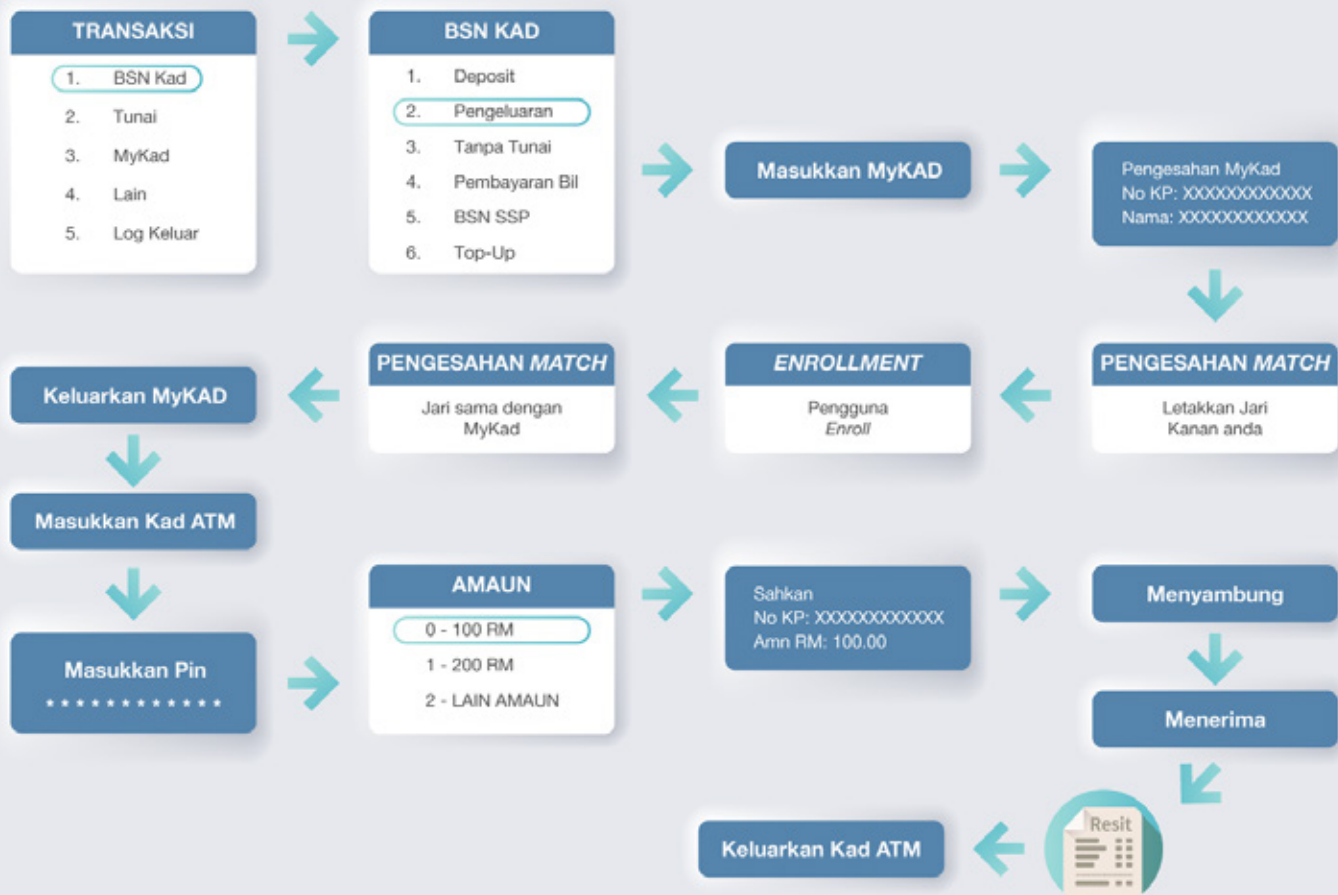 TRANSAKSI
1. BSN Kad
2. Tunai
3. MyKad
4. Lain
5. Log Keluar
BSN KAD
1. Deposit
2. Pengeluaran
3. Tanpa Tunai
4. Pembayaran Bil
5. BSN SSP
6. Top-Up
Masukkan MyKAD
Pengesahan MyKad
No KP: XXXXXXXXXXXX
Nama: XXXXXXXXXXXX
PENGESAHAN MATCH
Letakkan Jari
Kanan anda
ENROLLMENT
Pengguna
Enroll
PENGESAHAN MATCH
Jari sama dengan
MyKad
Keluarkan MyKAD
Masukkan Kad ATM
Masukkan Pin
* * * * * * * * * * * *
AMAUN
0 - 100 RM
1 - 200 RM
2 - LAIN AMAUN
Sahkan
No KP: XXXXXXXXXXXX
Amn RM: 100.00
Menyambung
Menerima
Resit
Keluarkan Kad ATM